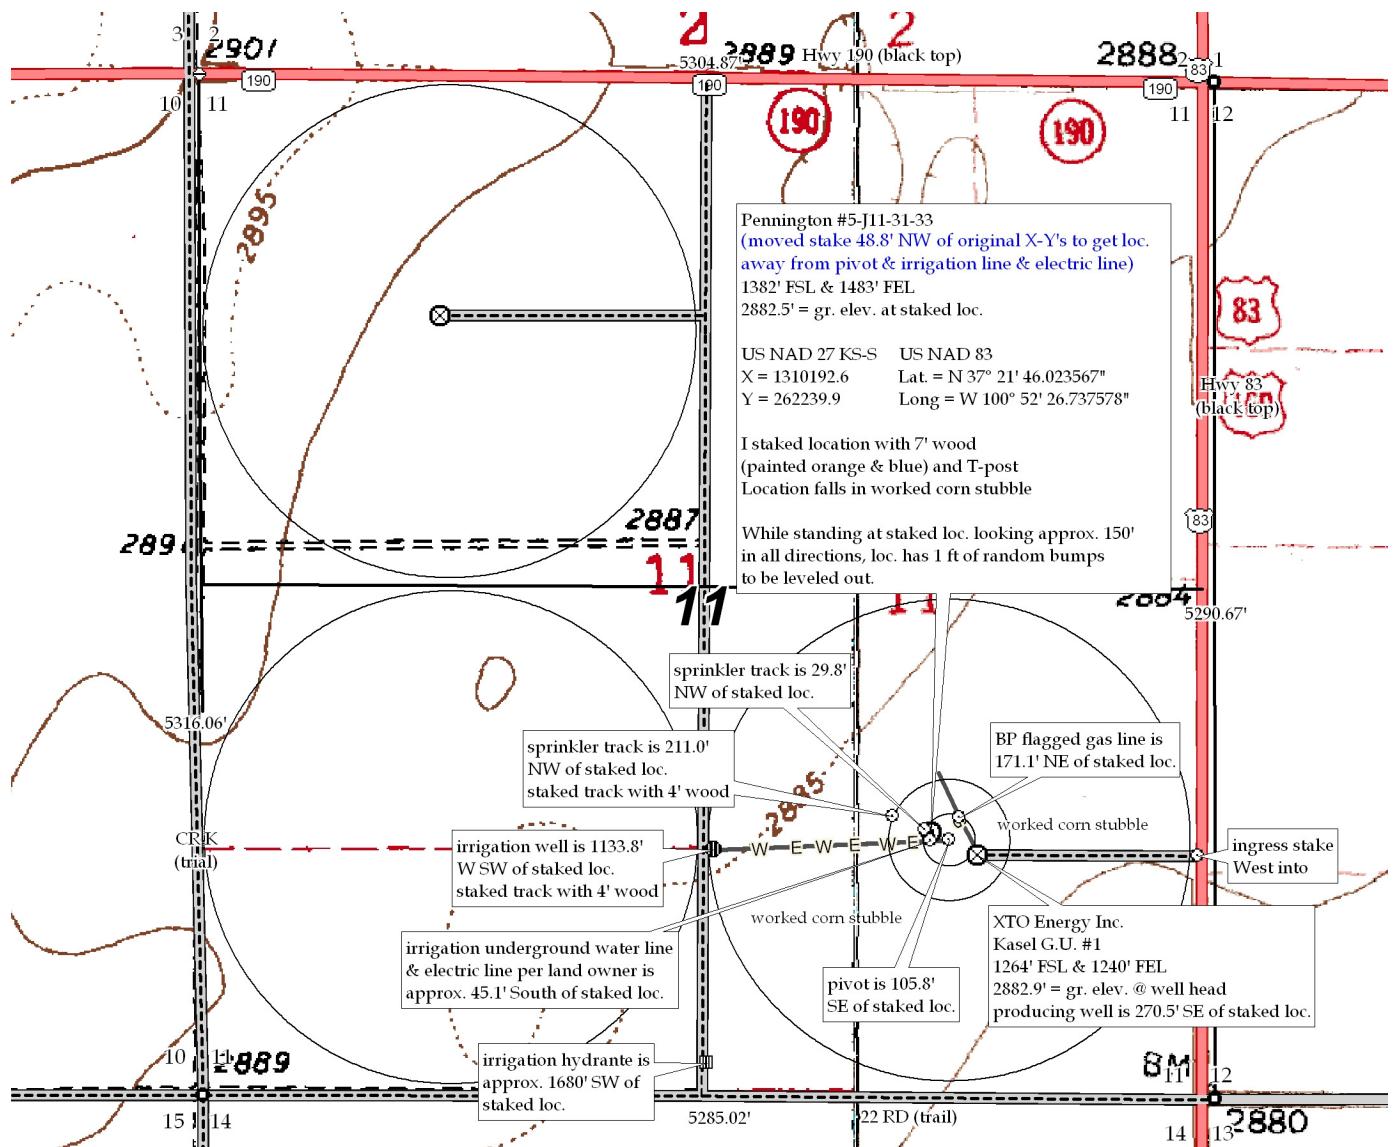 3 2
2901
2 2
2889
Hwy 190 (black top)
5304.87'
2888
2 1
83
190
190
190
10 11
11 12
190
190
2895
Pennington #5-J11-31-33
(moved stake 48.8' NW of original X-Y's to get loc.
away from pivot & irrigation line & electric line)
1382' FSL & 1483' FEL
2882.5' = gr. elev. at staked loc.
US NAD 27 KS-S US NAD 83
X = 1310192.6 Lat. = N 37° 21' 46.023567"
Y = 262239.9 Long = W 100° 52' 26.737578"
I staked location with 7' wood
(painted orange & blue) and T-post
Location falls in worked corn stubble
While standing at staked loc. looking approx. 150'
in all directions, loc. has 1 ft of random bumps
to be leveled out.
83
Hwy 83
(black top)
83
2887
289
11
11
11
2884
5290.67'
sprinkler track is 29.8'
NW of staked loc.
5316.06'
sprinkler track is 211.0'
NW of staked loc.
staked track with 4' wood
BP flagged gas line is
171.1' NE of staked loc.
2885
worked corn stubble
CR K
(trial)
irrigation well is 1133.8'
W SW of staked loc.
staked track with 4' wood
W E W E W E
ingress stake
West into
worked corn stubble
XTO Energy Inc.
Kasel G.U. #1
1264' FSL & 1240' FEL
2882.9' = gr. elev. @ well head
producing well is 270.5' SE of staked loc.
irrigation underground water line
& electric line per land owner is
approx. 45.1' South of staked loc.
pivot is 105.8'
SE of staked loc.
irrigation hydrante is
approx. 1680' SW of
staked loc.
10 11
2889
BM
11 12
15 14
5285.02'
22 RD (trail)
2880
14 13